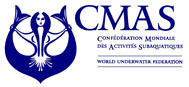 CMAS
CONFÉDÉRATION MONDIALE
DES ACTIVITÉS SUBAQUATIQUES
WORLD UNDERWATER FEDERATION